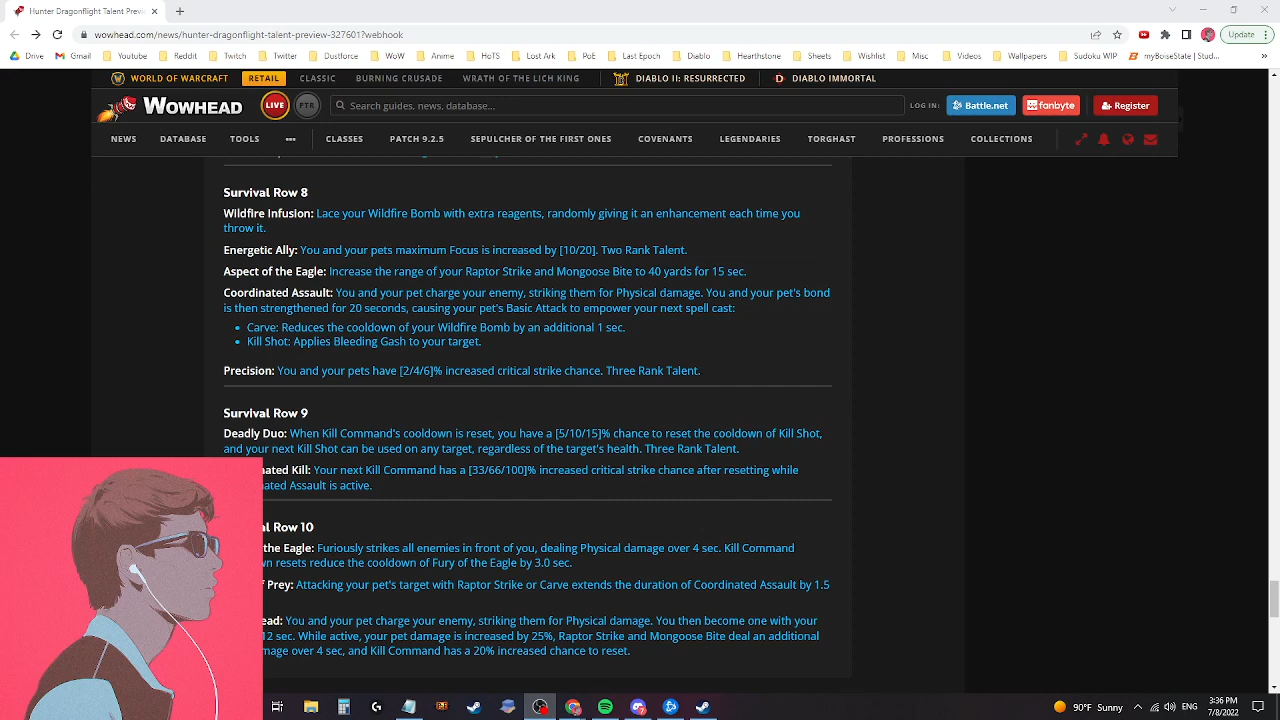 Hunter Dragonflight Talent Previ
wowhead.com/news/hunter-dragonflight-talent-preview-327601?webhook
Update
Drive Gmail Youtube Reddit Twitch Twitter Dustforce WoW Anime HoTS Lost Ark PoE Last Epoch Diablo Hearthstone Sheets Wishlist Misc Videos Wallpapers Sudoku WIP myBoiseState | Stud...
WORLD OF WARCRAFT RETAIL CLASSIC BURNING CRUSADE WRATH OF THE LICH KING DIABLO II: RESURRECTED DIABLO IMMORTAL
WOWHEAD LIVE PTR Search guides, news, database... LOG IN: Battle.net fanbyte Register
NEWS DATABASE TOOLS ••• CLASSES PATCH 9.2.5 SEPULCHER OF THE FIRST ONES COVENANTS LEGENDARIES TORGHAST PROFESSIONS COLLECTIONS
Survival Row 8
Wildfire Infusion: Lace your Wildfire Bomb with extra reagents, randomly giving it an enhancement each time you
throw it.
Energetic Ally: You and your pets maximum Focus is increased by [10/20]. Two Rank Talent.
Aspect of the Eagle: Increase the range of your Raptor Strike and Mongoose Bite to 40 yards for 15 sec.
Coordinated Assault: You and your pet charge your enemy, striking them for Physical damage. You and your pet's bond
is then strengthened for 20 seconds, causing your pet's Basic Attack to empower your next spell cast:
• Carve: Reduces the cooldown of your Wildfire Bomb by an additional 1 sec.
• Kill Shot: Applies Bleeding Gash to your target.
Precision: You and your pets have [2/4/6]% increased critical strike chance. Three Rank Talent.
Survival Row 9
Deadly Duo: When Kill Command's cooldown is reset, you have a [5/10/15]% chance to reset the cooldown of Kill Shot,
and your next Kill Shot can be used on any target, regardless of the target's health. Three Rank Talent.
nated Kill: Your next Kill Command has a [33/66/100]% increased critical strike chance after resetting while
ated Assault is active.
al Row 10
the Eagle: Furiously strikes all enemies in front of you, dealing Physical damage over 4 sec. Kill Command
wn resets reduce the cooldown of Fury of the Eagle by 3.0 sec.
f Prey: Attacking your pet's target with Raptor Strike or Carve extends the duration of Coordinated Assault by 1.5
ead: You and your pet charge your enemy, striking them for Physical damage. You then become one with your
12 sec. While active, your pet damage is increased by 25%, Raptor Strike and Mongoose Bite deal an additional
mage over 4 sec, and Kill Command has a 20% increased chance to reset.
90°F Sunny 3:36 PM
7/8/2022